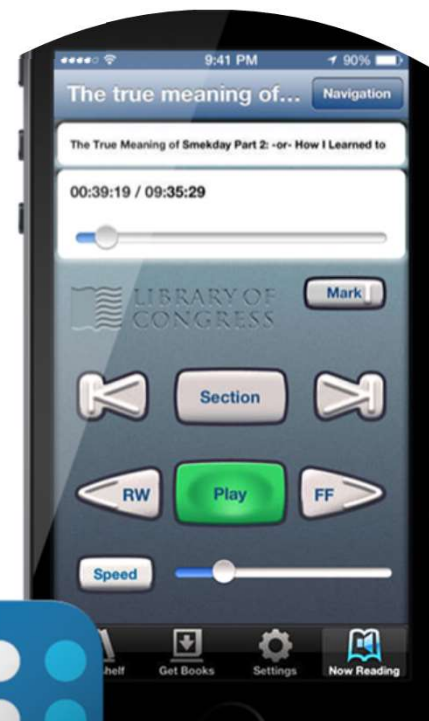 9:41 PM 90%
The true meaning of... Navigation
The True Meaning of Smekday Part 2: -or- How I Learned to
00:39:19 / 09:35:29
LIBRARY OF
CONGRESS
Mark
Section
RW Play FF
Speed
helf Get Books Settings Now Reading